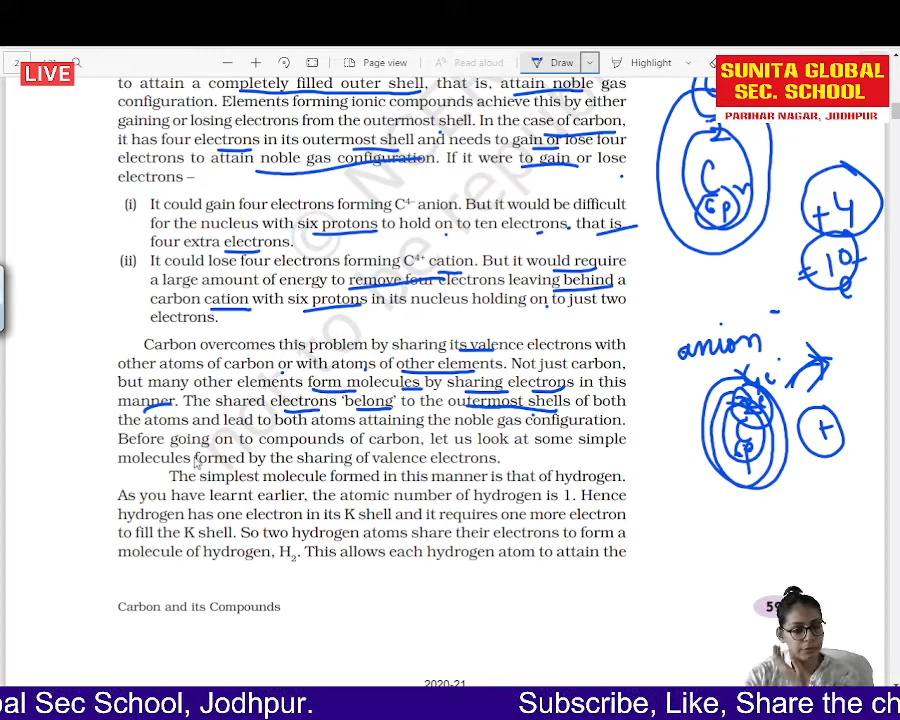 LIVE
Page view
Read aloud
Draw
Highlight
SUNITA GLOBAL
SEC. SCHOOL
PARIHAR NAGAR, JODHPUR
to attain a completely filled outer shell, that is, attain noble gas
configuration. Elements forming ionic compounds achieve this by either
gaining or losing electrons from the outermost shell. In the case of carbon,
it has four electrons in its outermost shell and needs to gain or lose four
electrons to attain noble gas configuration. If it were to gain or lose
electrons –
(i) It could gain four electrons forming C4– anion. But it would be difficult
for the nucleus with six protons to hold on to ten electrons, that is
four extra electrons.
(ii) It could lose four electrons forming C4+ cation. But it would require
a large amount of energy to remove four electrons leaving behind a
carbon cation with six protons in its nucleus holding on to just two
electrons.
Carbon overcomes this problem by sharing its valence electrons with
other atoms of carbon or with atoms of other elements. Not just carbon,
but many other elements form molecules by sharing electrons in this
manner. The shared electrons ‘belong’ to the outermost shells of both
the atoms and lead to both atoms attaining the noble gas configuration.
Before going on to compounds of carbon, let us look at some simple
molecules formed by the sharing of valence electrons.
The simplest molecule formed in this manner is that of hydrogen.
As you have learnt earlier, the atomic number of hydrogen is 1. Hence
hydrogen has one electron in its K shell and it requires one more electron
to fill the K shell. So two hydrogen atoms share their electrons to form a
molecule of hydrogen, H2. This allows each hydrogen atom to attain the
Carbon and its Compounds
59
2020-21
2
C
6p
+4
=10
e
anion –
6p
+
not to be
bal Sec School, Jodhpur.
Subscribe, Like, Share the ch